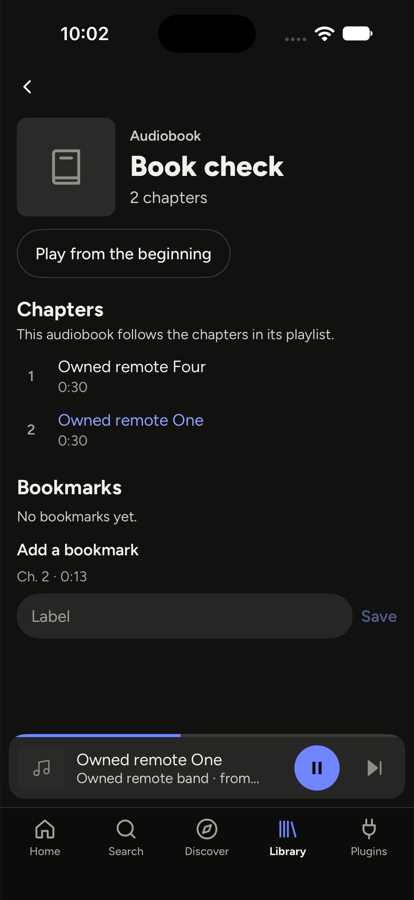 10:02
Audiobook
Book check
2 chapters
Play from the beginning
Chapters
This audiobook follows the chapters in its playlist.
1
Owned remote Four
0:30
2
Owned remote One
0:30
Bookmarks
No bookmarks yet.
Add a bookmark
Ch. 2 · 0:13
Label
Save
Owned remote One
Owned remote band · from...
Home
Search
Discover
Library
Plugins